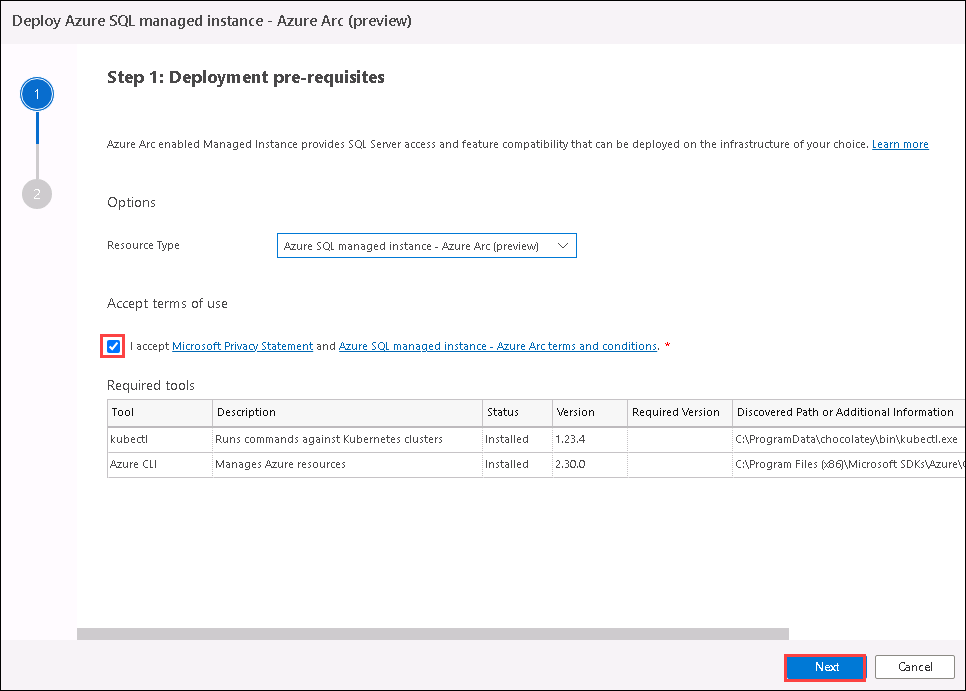 Deploy Azure SQL managed instance - Azure Arc (preview)
1
2
Step 1: Deployment pre-requisites
Azure Arc enabled Managed Instance provides SQL Server access and feature compatibility that can be deployed on the infrastructure of your choice. Learn more
Options
Resource Type Azure SQL managed instance - Azure Arc (preview)
Accept terms of use
I accept Microsoft Privacy Statement and Azure SQL managed instance - Azure Arc terms and conditions. *
Required tools
Tool Description Status Version Required Version Discovered Path or Additional Information
kubectl Runs commands against Kubernetes clusters Installed 1.23.4 C:\ProgramData\chocolatey\bin\kubectl.exe
Azure CLI Manages Azure resources Installed 2.30.0 C:\Program Files (x86)\Microsoft SDKs\Azure\
Next Cancel